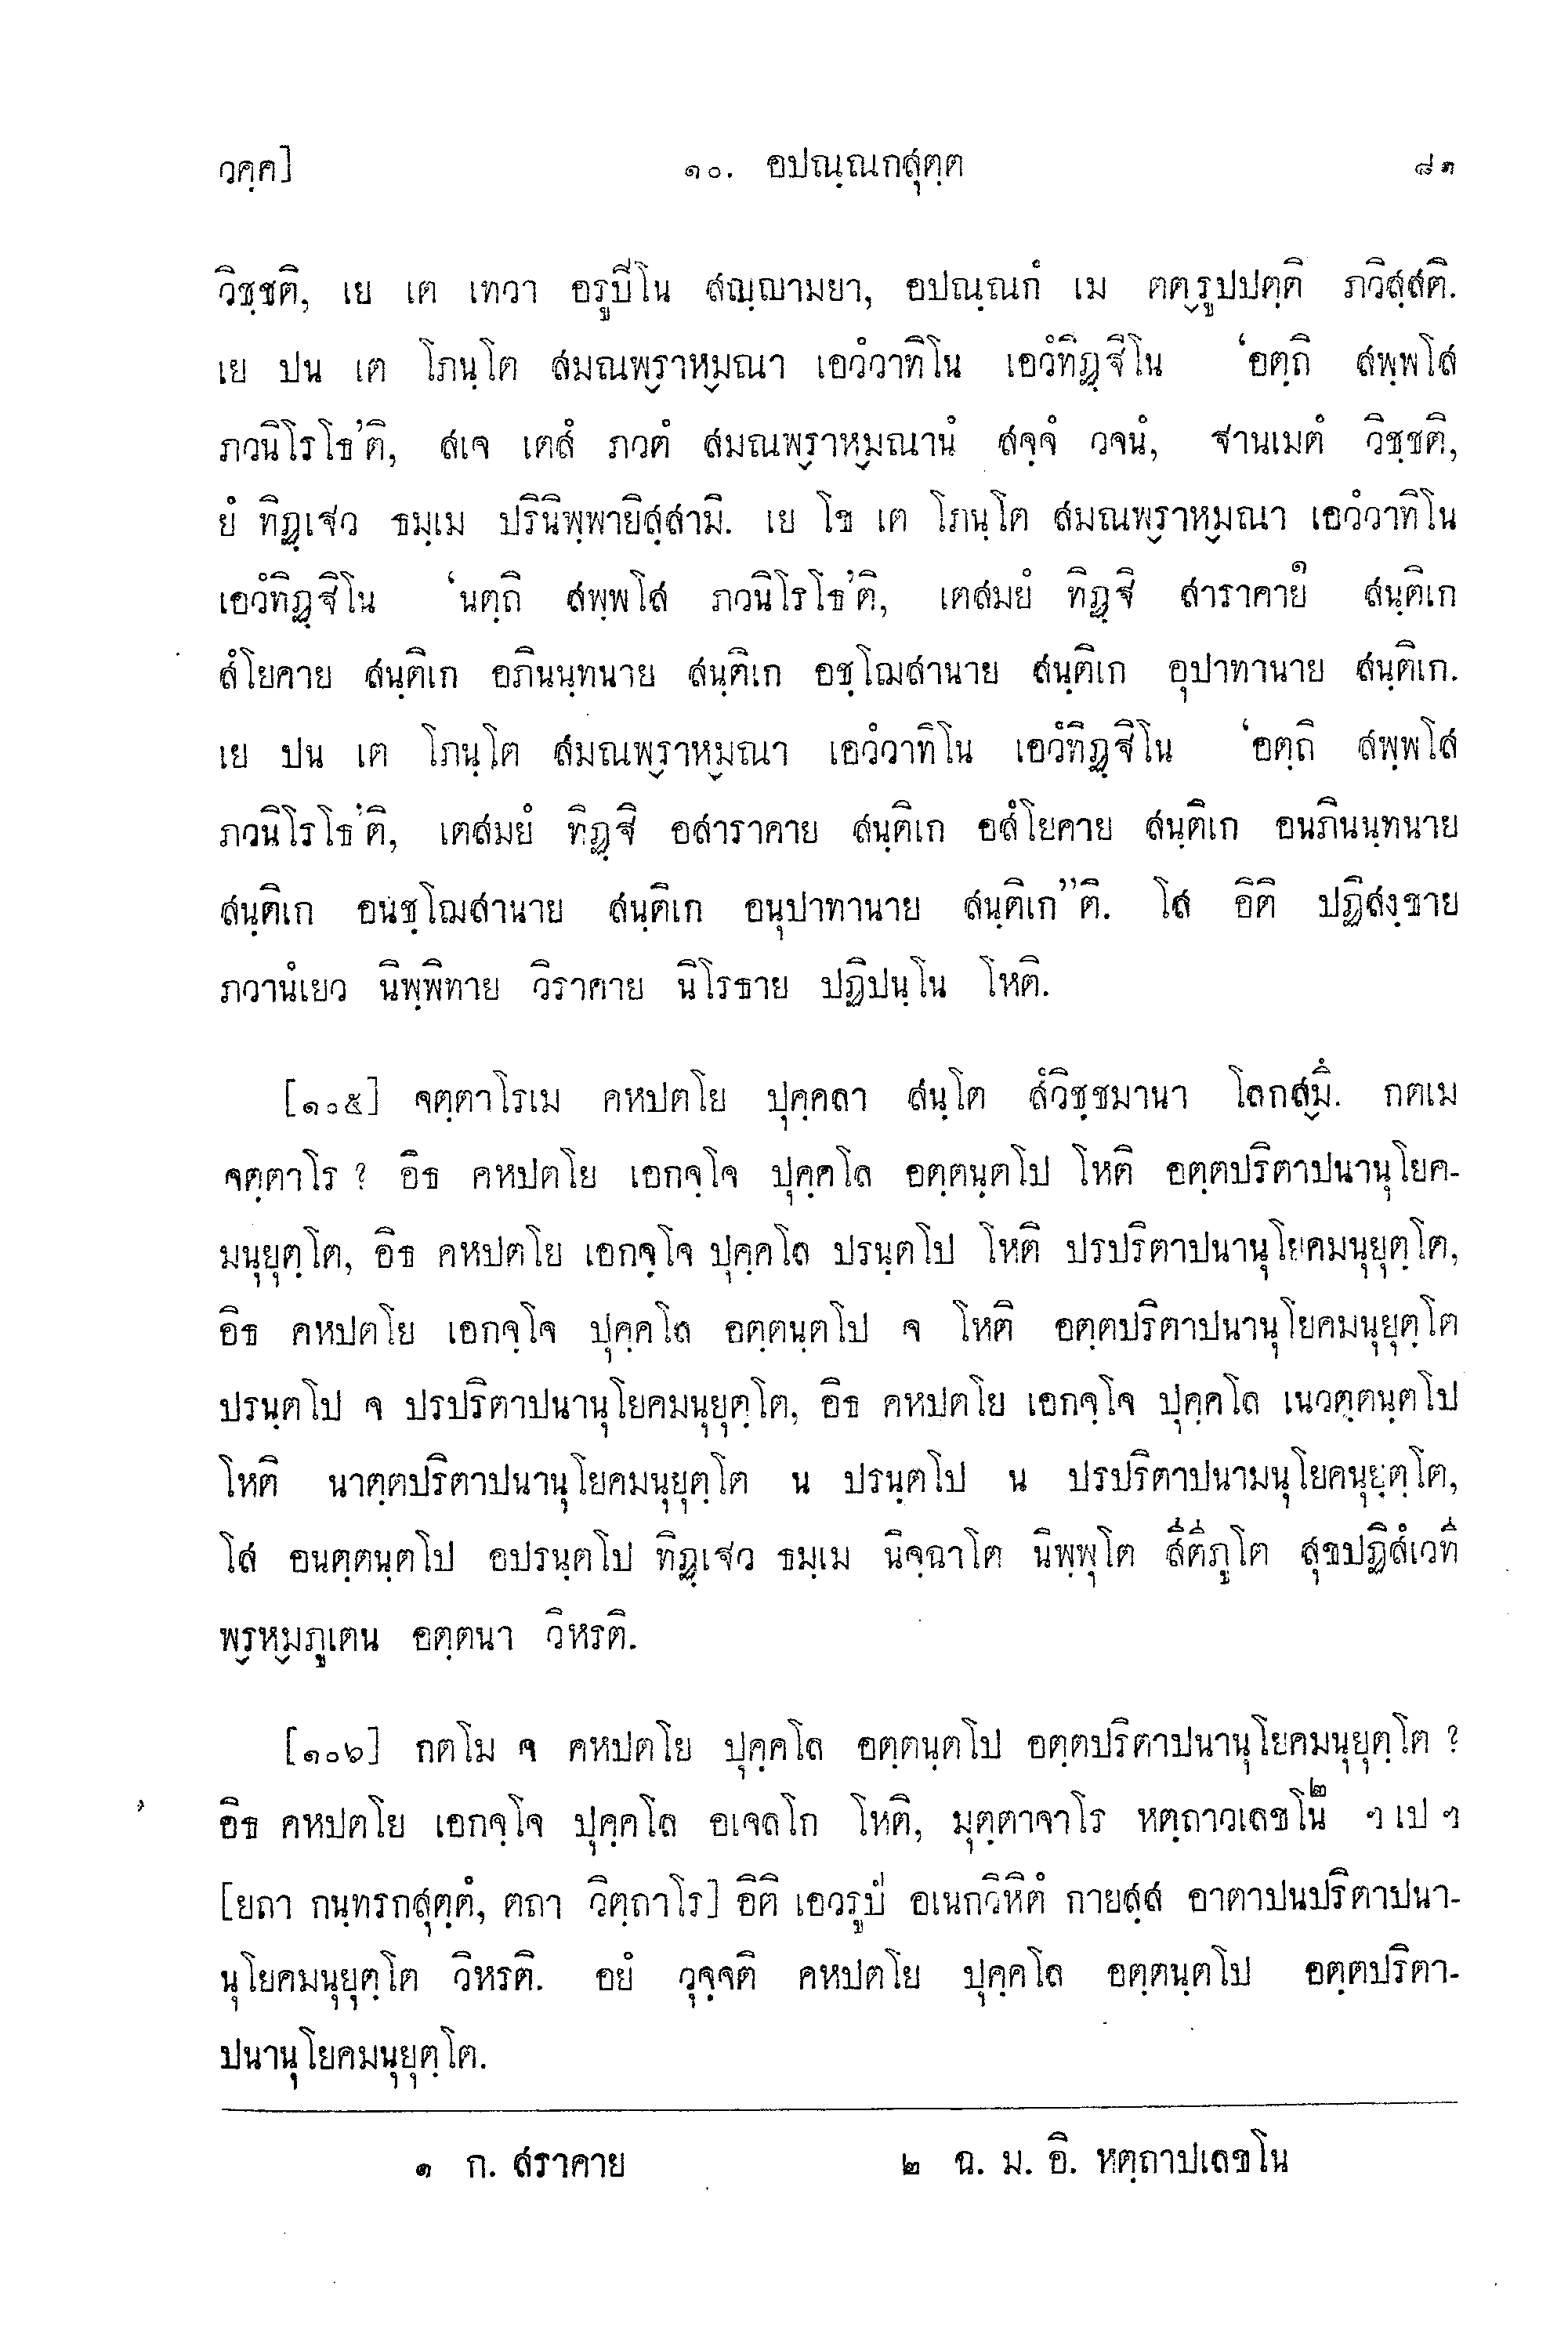 วคฺค] ๑๐. อปณฺณกสุตฺต ๘๑
วิชฺชติ, เย เต เทวา อรูปิโน สญฺญามยา, อปณฺณกํ เม ตตฺรูปปตฺติ ภวิสฺสติ.
เย ปน เต โภนฺโต สมณพฺราหฺมณา เอวํวาทิโน เอวํทิฏฺฐิโน ‘อตฺถิ สพฺพโส
ภวนิโรโธ’ติ, สเจ เตสํ ภวตํ สมณพฺราหฺมณานํ สจฺจํ วจนํ, ฐานเมตํ วิชฺชติ,
ยํ ทิฏฺเฐว ธมฺเม ปรินิพฺพายิสฺสามิ. เย โข เต โภนฺโต สมณพฺราหฺมณา เอวํวาทิโน
เอวํทิฏฺฐิโน ‘นตฺถิ สพฺพโส ภวนิโรโธ’ติ, เตสมยํ ทิฏฺฐิ สาราคาย๑ สนฺติเก
สํโยคาย สนฺติเก อภินนฺทนาย สนฺติเก อชฺโฌสานาย สนฺติเก อุปาทานาย สนฺติเก.
เย ปน เต โภนฺโต สมณพฺราหฺมณา เอวํวาทิโน เอวํทิฏฺฐิโน ‘อตฺถิ สพฺพโส
ภวนิโรโธ’ติ, เตสมยํ ทิฏฺฐิ อสาราคาย สนฺติเก อสํโยคาย สนฺติเก อนภินนฺทนาย
สนฺติเก อนชฺโฌสานาย สนฺติเก อนุปาทานาย สนฺติเก”ติ. โส อิติ ปฏิสงฺขาย
ภวานํเยว นิพฺพิทาย วิราคาย นิโรธาย ปฏิปนฺโน โหติ.
[๑๐๕] จตฺตาโรเม คหปตโย ปุคฺคลา สนฺโต สํวิชฺชมานา โลกสฺมึ. กตเม
จตฺตาโร ? อิธ คหปตโย เอกจฺโจ ปุคฺคโล อตฺตนฺตโป โหติ อตฺตปริตาปนานุโยค-
มนุยุตฺโต, อิธ คหปตโย เอกจฺโจ ปุคฺคโล ปรนฺตโป โหติ ปรปริตาปนานุโยคมนุยุตฺโต,
อิธ คหปตโย เอกจฺโจ ปุคฺคโล อตฺตนฺตโป จ โหติ อตฺตปริตาปนานุโยคมนุยุตฺโต
ปรนฺตโป จ ปรปริตาปนานุโยคมนุยุตฺโต, อิธ คหปตโย เอกจฺโจ ปุคฺคโล เนวตฺตนฺตโป
โหติ นาตฺตปริตาปนานุโยคมนุยุตฺโต น ปรนฺตโป น ปรปริตาปนามนุโยคนุยุตฺโต,
โส อนตฺตนฺตโป อปรนฺตโป ทิฏฺเฐว ธมฺเม นิจฺฉาโต นิพฺพุโต สีติภูโต สุขปฏิสํเวที
พฺรหฺมภูเตน อตฺตนา วิหรติ.
[๑๐๖] กตโม จ คหปตโย ปุคฺคโล อตฺตนฺตโป อตฺตปริตาปนานุโยคมนุยุตฺโต ?
อิธ คหปตโย เอกจฺโจ ปุคฺคโล อเจลโก โหติ, มุตฺตาจาโร หตฺถาวเลขโน๒ ฯ เป ฯ
[ยถา กนฺทรกสุตฺตํ, ตถา วิตฺถาโร] อิติ เอวรูปํ อเนกวิหิตํ กายสฺส อาตาปนปริตาปนา-
นุโยคมนุยุตฺโต วิหรติ. อยํ วุจฺจติ คหปตโย ปุคฺคโล อตฺตนฺตโป อตฺตปริตา-
ปนานุโยคมนุยุตฺโต.
๑ ก. สราคาย ๒ ฉ. ม. อิ. หตฺถาปเลขโน